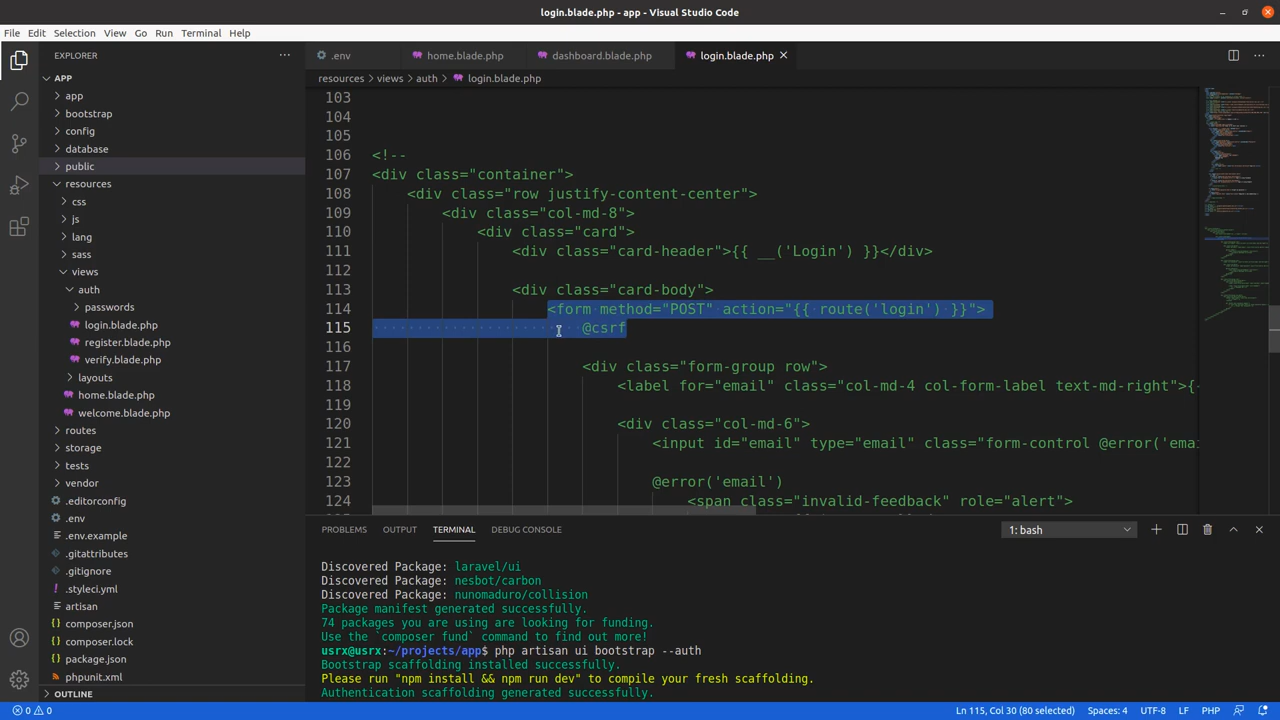 login.blade.php - app - Visual Studio Code
File Edit Selection View Go Run Terminal Help
EXPLORER
.env
home.blade.php
dashboard.blade.php
login.blade.php
resources > views > auth > login.blade.php
APP
app
bootstrap
config
database
public
resources
css
js
lang
sass
views
auth
passwords
login.blade.php
register.blade.php
verify.blade.php
layouts
home.blade.php
welcome.blade.php
routes
storage
tests
vendor
.editorconfig
.env
.env.example
.gitattributes
.gitignore
.styleci.yml
artisan
composer.json
composer.lock
package.json
phpunit.xml
OUTLINE
103
104
105
106 <!--
107 <div class="container">
108 <div class="row justify-content-center">
109 <div class="col-md-8">
110 <div class="card">
111 <div class="card-header">{{ __('Login') }}</div>
112
113 <div class="card-body">
114 <form method="POST" action="{{ route('login') }}">
115 @csrf
116
117 <div class="form-group row">
118 <label for="email" class="col-md-4 col-form-label text-md-right">{
119
120 <div class="col-md-6">
121 <input id="email" type="email" class="form-control @error('emai
122
123 @error('email')
124 <span class="invalid-feedback" role="alert">
PROBLEMS OUTPUT TERMINAL DEBUG CONSOLE
1: bash
Discovered Package: laravel/ui
Discovered Package: nesbot/carbon
Discovered Package: nunomaduro/collision
Package manifest generated successfully.
74 packages you are using are looking for funding.
Use the `composer fund` command to find out more!
usrx@usrx:~/projects/app$ php artisan ui bootstrap --auth
Bootstrap scaffolding installed successfully.
Please run "npm install && npm run dev" to compile your fresh scaffolding.
Authentication scaffolding generated successfully.
0 0
Ln 115, Col 30 (80 selected) Spaces: 4 UTF-8 LF PHP